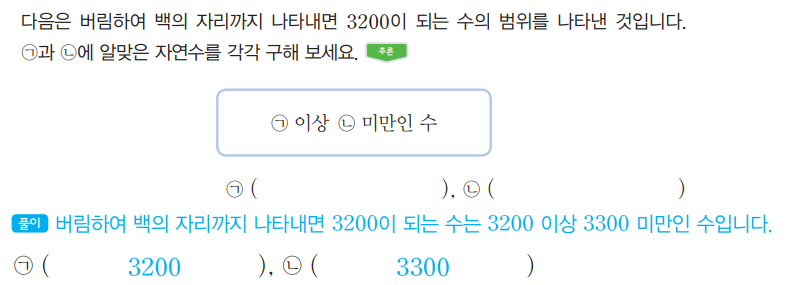 다음은 버림하여 백의 자리까지 나타내면 3200이 되는 수의 범위를 나타낸 것입니다.
㉠과 ㉡에 알맞은 자연수를 각각 구해 보세요. 추론
㉠ 이상 ㉡ 미만인 수
㉠ (                    ), ㉡ (                    )
풀이 버림하여 백의 자리까지 나타내면 3200이 되는 수는 3200 이상 3300 미만인 수입니다.
㉠ ( 3200 ), ㉡ ( 3300 )